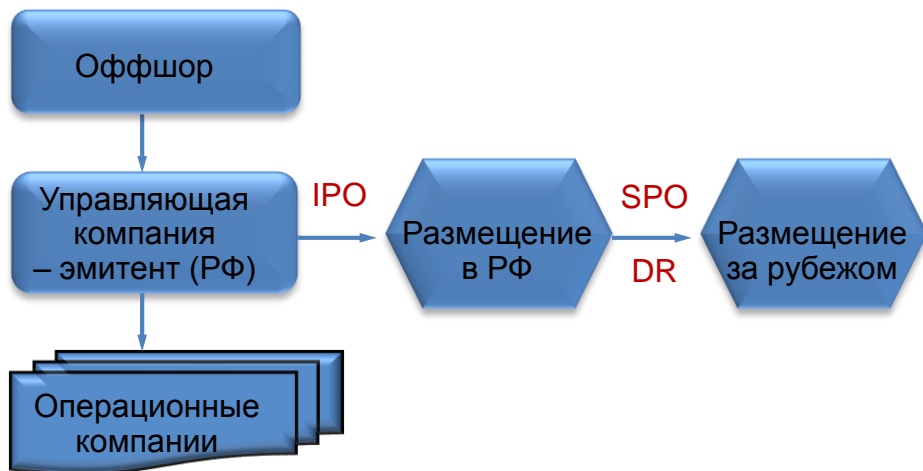 Оффшор
Управляющая
компания
– эмитент (РФ)
IPO
Размещение
в РФ
SPO
DR
Размещение
за рубежом
Операционные
компании